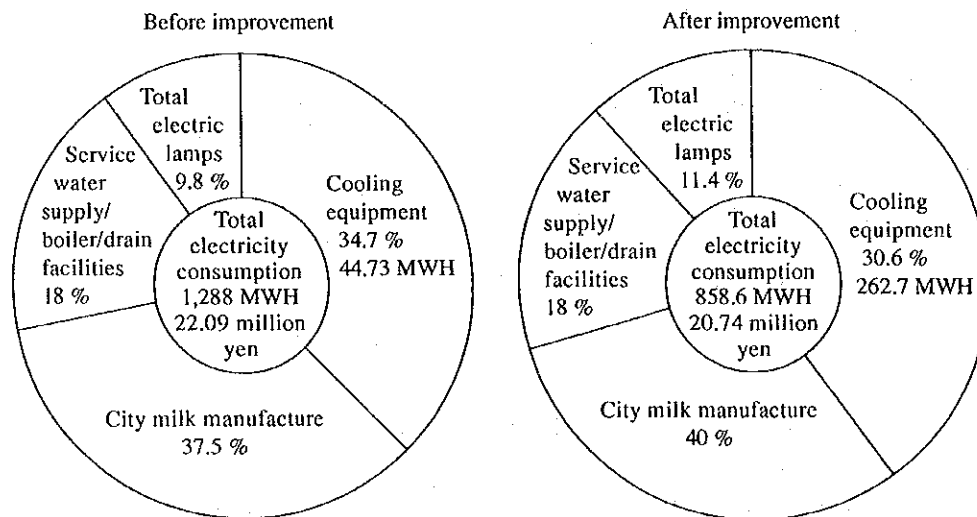 Before improvement
Total
electric
lamps
9.8 %
Service
water
supply/
boiler/drain
facilities
18 %
Cooling
equipment
34.7 %
44.73 MWH
Total
electricity
consumption
1,288 MWH
22.09 million
yen
City milk manufacture
37.5 %
After improvement
Total
electric
lamps
11.4 %
Service
water
supply/
boiler/drain
facilities
18 %
Cooling
equipment
30.6 %
262.7 MWH
Total
electricity
consumption
858.6 MWH
20.74 million
yen
City milk manufacture
40 %